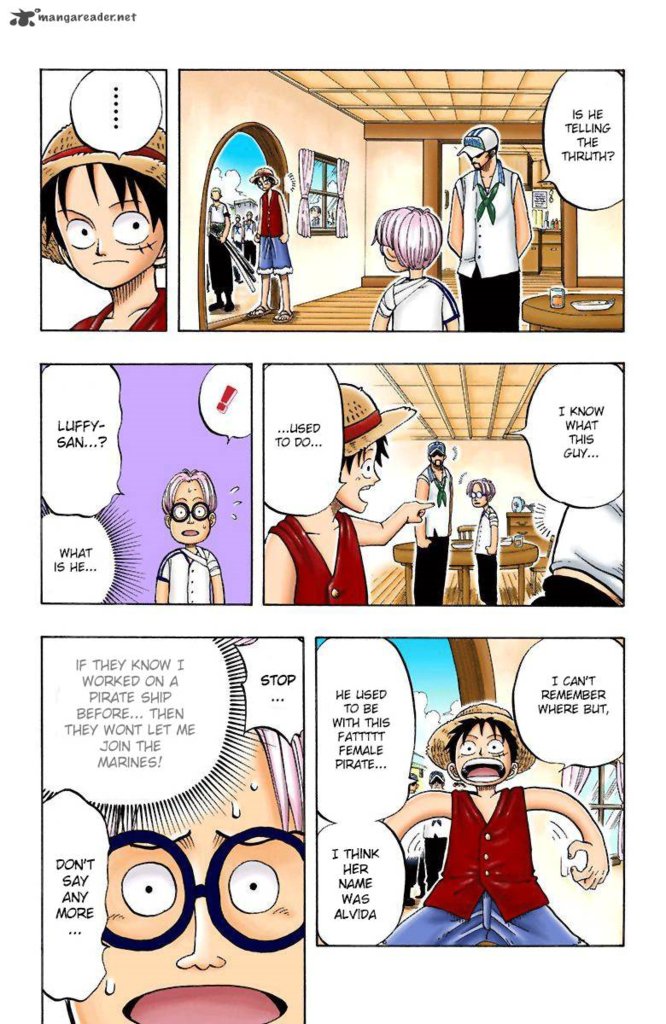 mangareader.net
IS HE
TELLING
THE
THRUTH?
......
I KNOW
WHAT
THIS
GUY...
...USED
TO DO...
!
LUFFY-
SAN...?
WHAT
IS HE...
I CAN'T
REMEMBER
WHERE BUT,
HE USED
TO BE
WITH THIS
FATTTTT
FEMALE
PIRATE...
I THINK
HER
NAME
WAS
ALVIDA
STOP
...
IF THEY KNOW I
WORKED ON A
PIRATE SHIP
BEFORE... THEN
THEY WONT LET ME
JOIN THE
MARINES!
DON'T
SAY
ANY
MORE
...